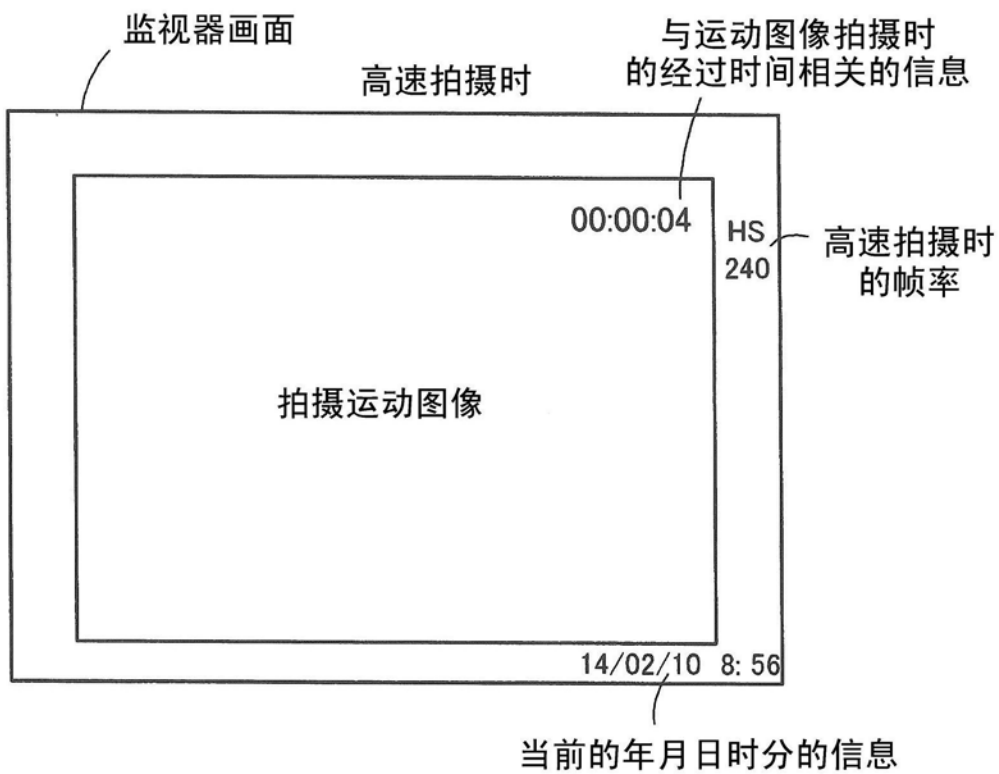 监视器画面
与运动图像拍摄时
的经过时间相关的信息
高速拍摄时
00:00:04
HS
240
高速拍摄时
的帧率
拍摄运动图像
14/02/10 8:56
当前的年月日时分的信息